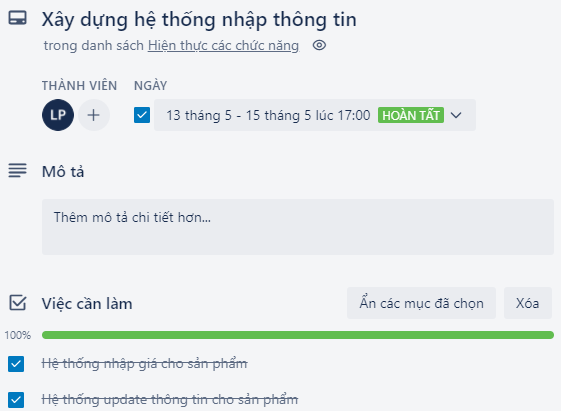 Xây dựng hệ thống nhập thông tin
trong danh sách Hiện thực các chức năng
THÀNH VIÊN NGÀY
LP 13 tháng 5 - 15 tháng 5 lúc 17:00 HOÀN TẤT
Mô tả
Thêm mô tả chi tiết hơn...
Việc cần làm Ẩn các mục đã chọn Xóa
100%
Hệ thống nhập giá cho sản phẩm
Hệ thống update thông tin cho sản phẩm